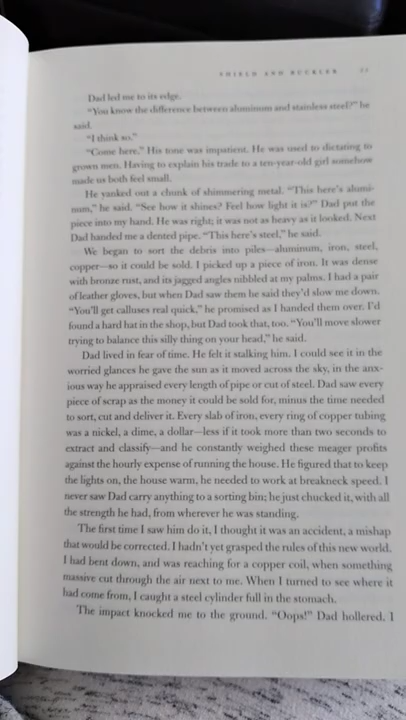 SHIELD AND BUCKLER
Dad led me to its edge.
"You know the difference between aluminum and stainless steel?" he
said.
"I think so."
"Come here." His tone was impatient. He was used to dictating to
grown men. Having to explain his trade to a ten-year-old girl somehow
made us both feel small.
He yanked out a chunk of shimmering metal. "This here's alumi-
num," he said. "See how it shines? Feel how light it is?" Dad put the
piece into my hand. He was right; it was not as heavy as it looked. Next
Dad handed me a dented pipe. "This here's steel," he said.
We began to sort the debris into piles—aluminum, iron, steel,
copper—so it could be sold. I picked up a piece of iron. It was dense
with bronze rust, and its jagged angles nibbled at my palms. I had a pair
of leather gloves, but when Dad saw them he said they'd slow me down.
"You'll get calluses real quick," he promised as I handed them over. I'd
found a hard hat in the shop, but Dad took that, too. "You'll move slower
trying to balance this silly thing on your head," he said.
Dad lived in fear of time. He felt it stalking him. I could see it in the
worried glances he gave the sun as it moved across the sky, in the anx-
ious way he appraised every length of pipe or cut of steel. Dad saw every
piece of scrap as the money it could be sold for, minus the time needed
to sort, cut and deliver it. Every slab of iron, every ring of copper tubing
was a nickel, a dime, a dollar—less if it took more than two seconds to
extract and classify—and he constantly weighed these meager profits
against the hourly expense of running the house. He figured that to keep
the lights on, the house warm, he needed to work at breakneck speed. I
never saw Dad carry anything to a sorting bin; he just chucked it, with all
the strength he had, from wherever he was standing.
The first time I saw him do it, I thought it was an accident, a mishap
that would be corrected. I hadn't yet grasped the rules of this new world.
I had bent down, and was reaching for a copper coil, when something
massive cut through the air next to me. When I turned to see where it
had come from, I caught a steel cylinder full in the stomach.
The impact knocked me to the ground. "Oops!" Dad hollered. I